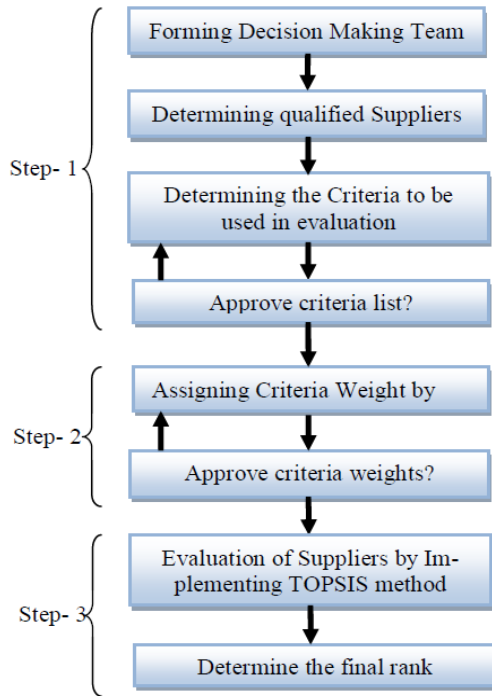 Forming Decision Making Team
Determining qualified Suppliers
Step- 1
Determining the Criteria to be
used in evaluation
Approve criteria list?
Assigning Criteria Weight by
Step- 2
Approve criteria weights?
Evaluation of Suppliers by Im-
plementing TOPSIS method
Step- 3
Determine the final rank